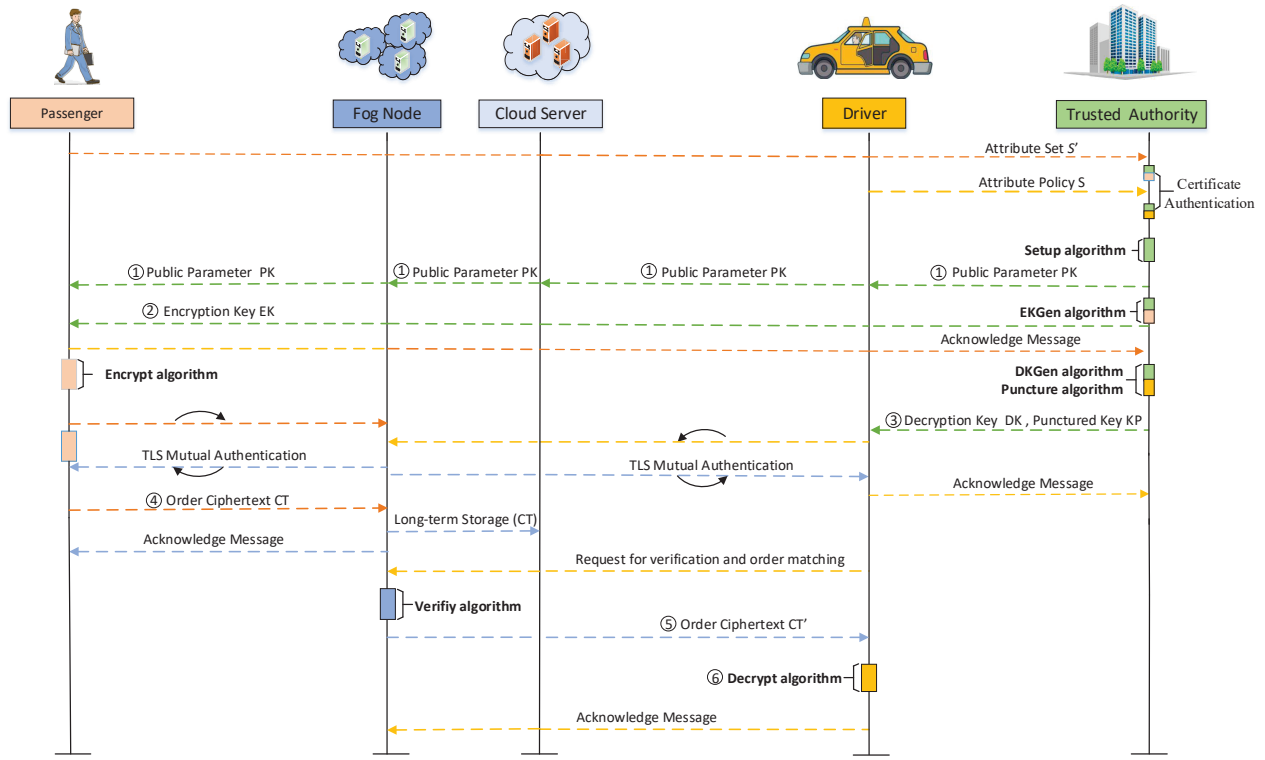 Passenger
Fog Node
Cloud Server
Driver
Trusted Authority
Attribute Set S'
Attribute Policy S
Certificate
Authentication
Setup algorithm
① Public Parameter PK
① Public Parameter PK
① Public Parameter PK
① Public Parameter PK
② Encryption Key EK
EKGen algorithm
Acknowledge Message
Encrypt algorithm
DKGen algorithm
Puncture algorithm
③ Decryption Key DK , Punctured Key KP
TLS Mutual Authentication
TLS Mutual Authentication
Acknowledge Message
④ Order Ciphertext CT
Long-term Storage (CT)
Acknowledge Message
Request for verification and order matching
Verifiy algorithm
⑤ Order Ciphertext CT'
⑥ Decrypt algorithm
Acknowledge Message